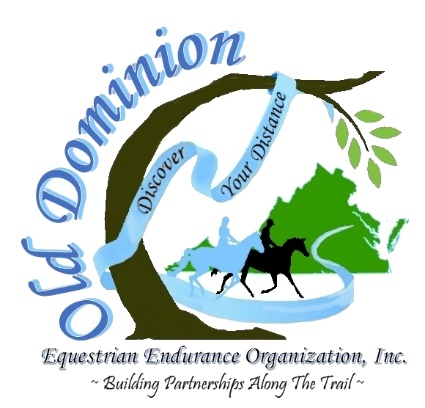 Old Dominion
Discover
Your Distance
Equestrian Endurance Organization, Inc.
~ Building Partnerships Along The Trail ~